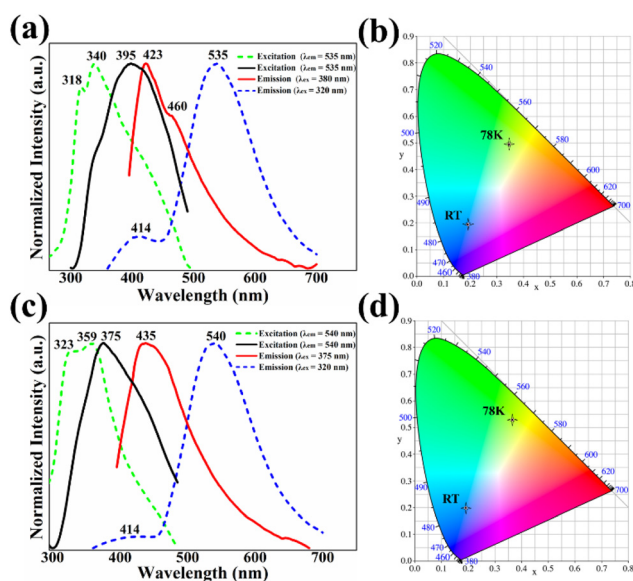 (a)
318
340
395
423
460
535
414
Excitation (λem = 535 nm)
Excitation (λem = 535 nm)
Emission (λex = 380 nm)
Emission (λex = 320 nm)
Normalized Intensity (a.u.)
300 400 500 600 700
Wavelength (nm)
(b)
0.9
0.8
0.7
0.6
0.5
y
0.4
0.3
0.2
0.1
0.0
520
540
560
580
600
620
700
500
490
480
470
460
380
78K
RT
0.0 0.1 0.2 0.3 0.4 0.5 0.6 0.7 0.8
x
(c)
323
359
375
435
540
414
Excitation (λem = 540 nm)
Excitation (λem = 540 nm)
Emission (λex = 375 nm)
Emission (λex = 320 nm)
Normalized Intensity (a.u.)
300 400 500 600 700
Wavelength (nm)
(d)
0.9
0.8
0.7
0.6
0.5
y
0.4
0.3
0.2
0.1
0.0
520
540
560
580
600
620
700
500
490
480
470
460
380
78K
RT
0.0 0.1 0.2 0.3 0.4 0.5 0.6 0.7 0.8
x